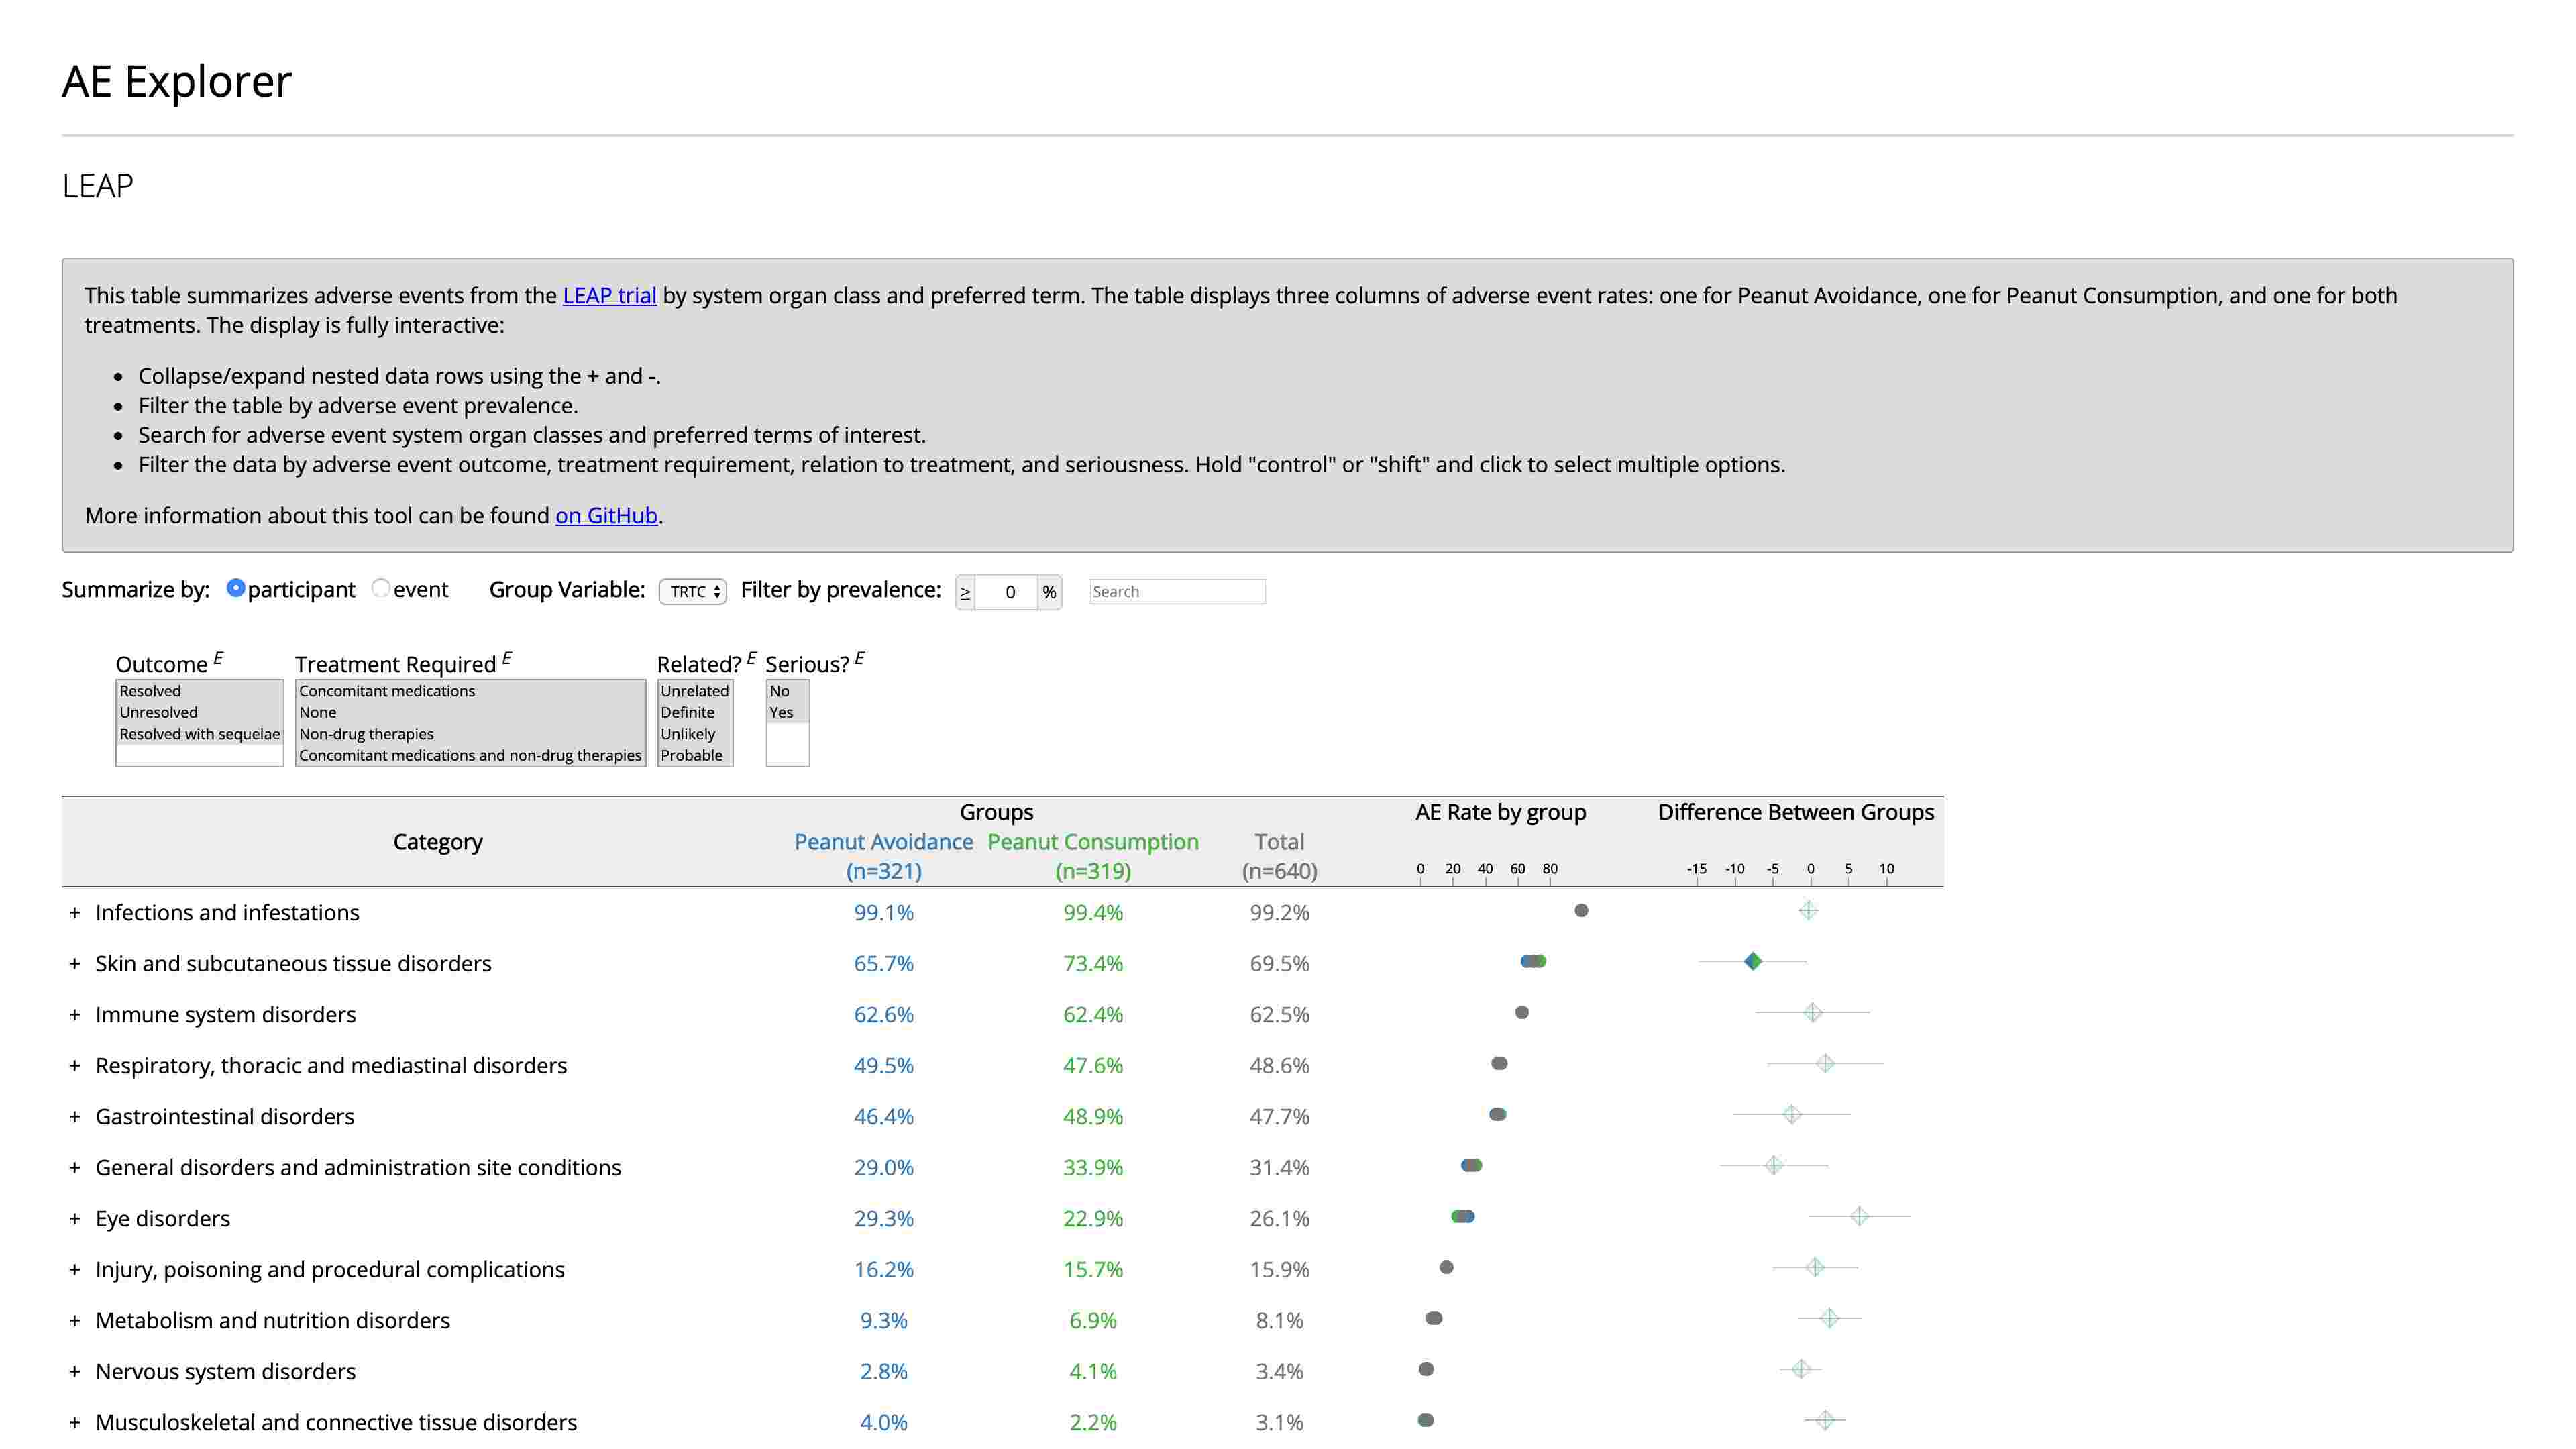 AE Explorer
LEAP
This table summarizes adverse events from the LEAP trial by system organ class and preferred term. The table displays three columns of adverse event rates: one for Peanut Avoidance, one for Peanut Consumption, and one for both
treatments. The display is fully interactive:
• Collapse/expand nested data rows using the + and -.
• Filter the table by adverse event prevalence.
• Search for adverse event system organ classes and preferred terms of interest.
• Filter the data by adverse event outcome, treatment requirement, relation to treatment, and seriousness. Hold "control" or "shift" and click to select multiple options.
More information about this tool can be found on GitHub.
Summarize by: participant event Group Variable: TRTC Filter by prevalence: ≥ 0 % Search
Outcome E Treatment Required E Related? E Serious? E
Resolved Concomitant medications Unrelated No
Unresolved None Definite Yes
Resolved with sequelae Non-drug therapies Unlikely
Concomitant medications and non-drug therapies Probable
Groups AE Rate by group Difference Between Groups
Category Peanut Avoidance Peanut Consumption Total
(n=321) (n=319) (n=640) 0 20 40 60 80 -15 -10 -5 0 5 10
+ Infections and infestations 99.1% 99.4% 99.2%
+ Skin and subcutaneous tissue disorders 65.7% 73.4% 69.5%
+ Immune system disorders 62.6% 62.4% 62.5%
+ Respiratory, thoracic and mediastinal disorders 49.5% 47.6% 48.6%
+ Gastrointestinal disorders 46.4% 48.9% 47.7%
+ General disorders and administration site conditions 29.0% 33.9% 31.4%
+ Eye disorders 29.3% 22.9% 26.1%
+ Injury, poisoning and procedural complications 16.2% 15.7% 15.9%
+ Metabolism and nutrition disorders 9.3% 6.9% 8.1%
+ Nervous system disorders 2.8% 4.1% 3.4%
+ Musculoskeletal and connective tissue disorders 4.0% 2.2% 3.1%